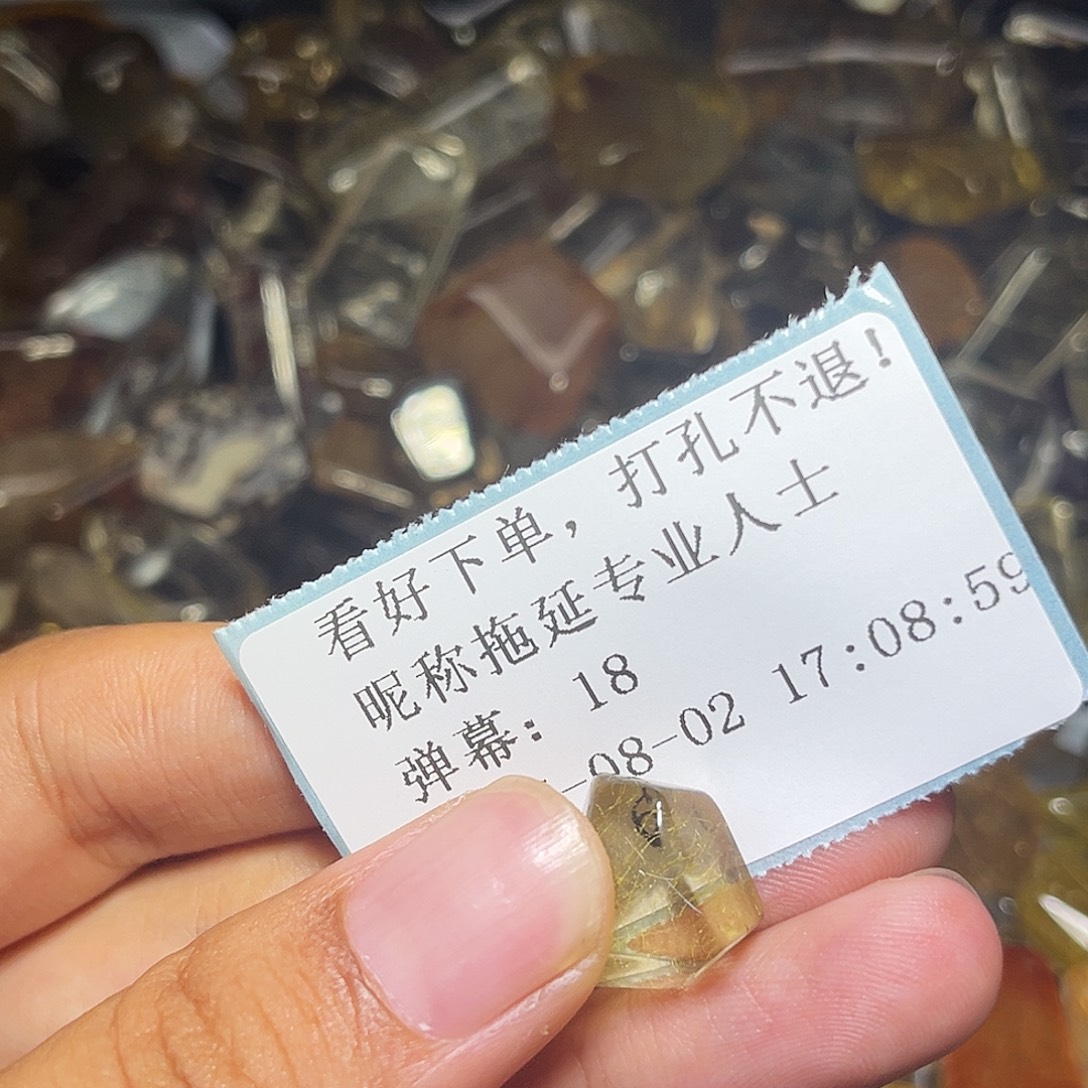 看好下单，打孔不退！
昵称拖延专业人士
弹幕：18
-08-02 17:08:59